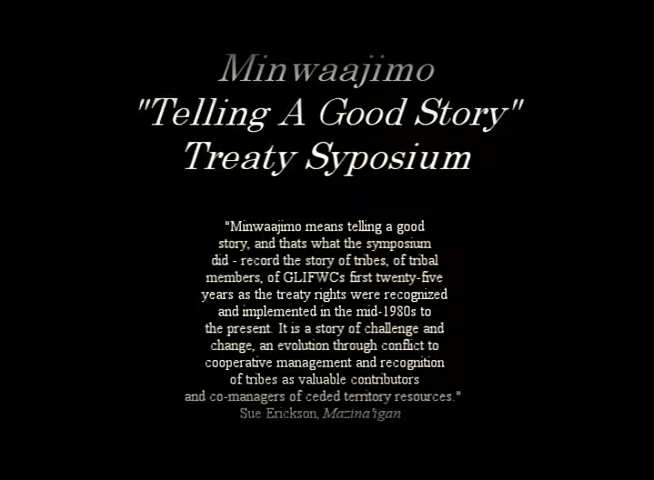 Minwaajimo
"Telling A Good Story"
Treaty Syposium
"Minwaajimo means telling a good
story, and thats what the symposium
did - record the story of tribes, of tribal
members, of GLIFWCs first twenty-five
years as the treaty rights were recognized
and implemented in the mid-1980s to
the present. It is a story of challenge and
change, an evolution through conflict to
cooperative management and recognition
of tribes as valuable contributors
and co-managers of ceded territory resources."
Sue Erickson, Mazina'igan